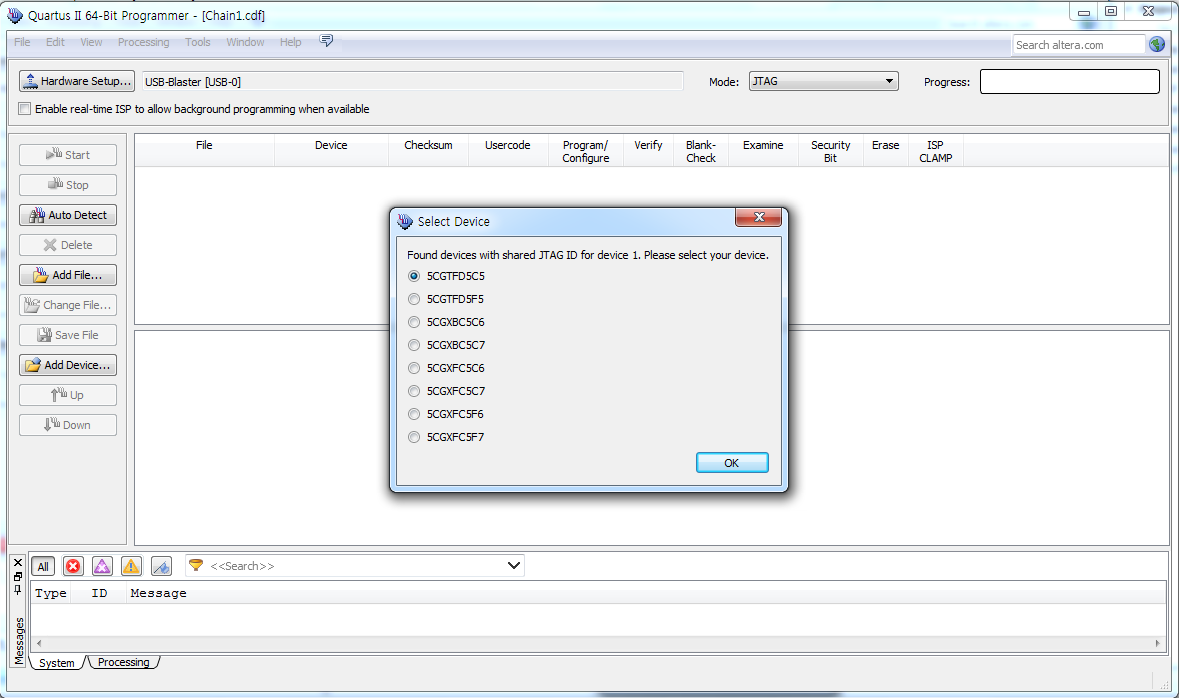 Quartus II 64-Bit Programmer - [Chain1.cdf]
File Edit View Processing Tools Window Help
Search altera.com
Hardware Setup... USB-Blaster [USB-0] Mode: JTAG Progress:
Enable real-time ISP to allow background programming when available
Start
Stop
Auto Detect
Delete
Add File...
Change File...
Save File
Add Device...
Up
Down
File Device Checksum Usercode Program/ Configure Verify Blank- Check Examine Security Bit Erase ISP CLAMP
Select Device
Found devices with shared JTAG ID for device 1. Please select your device.
5CGTFD5C5
5CGTFD5F5
5CGXBC5C6
5CGXBC5C7
5CGXFC5C6
5CGXFC5C7
5CGXFC5F6
5CGXFC5F7
OK
All <<Search>>
Type ID Message
Messages
System Processing